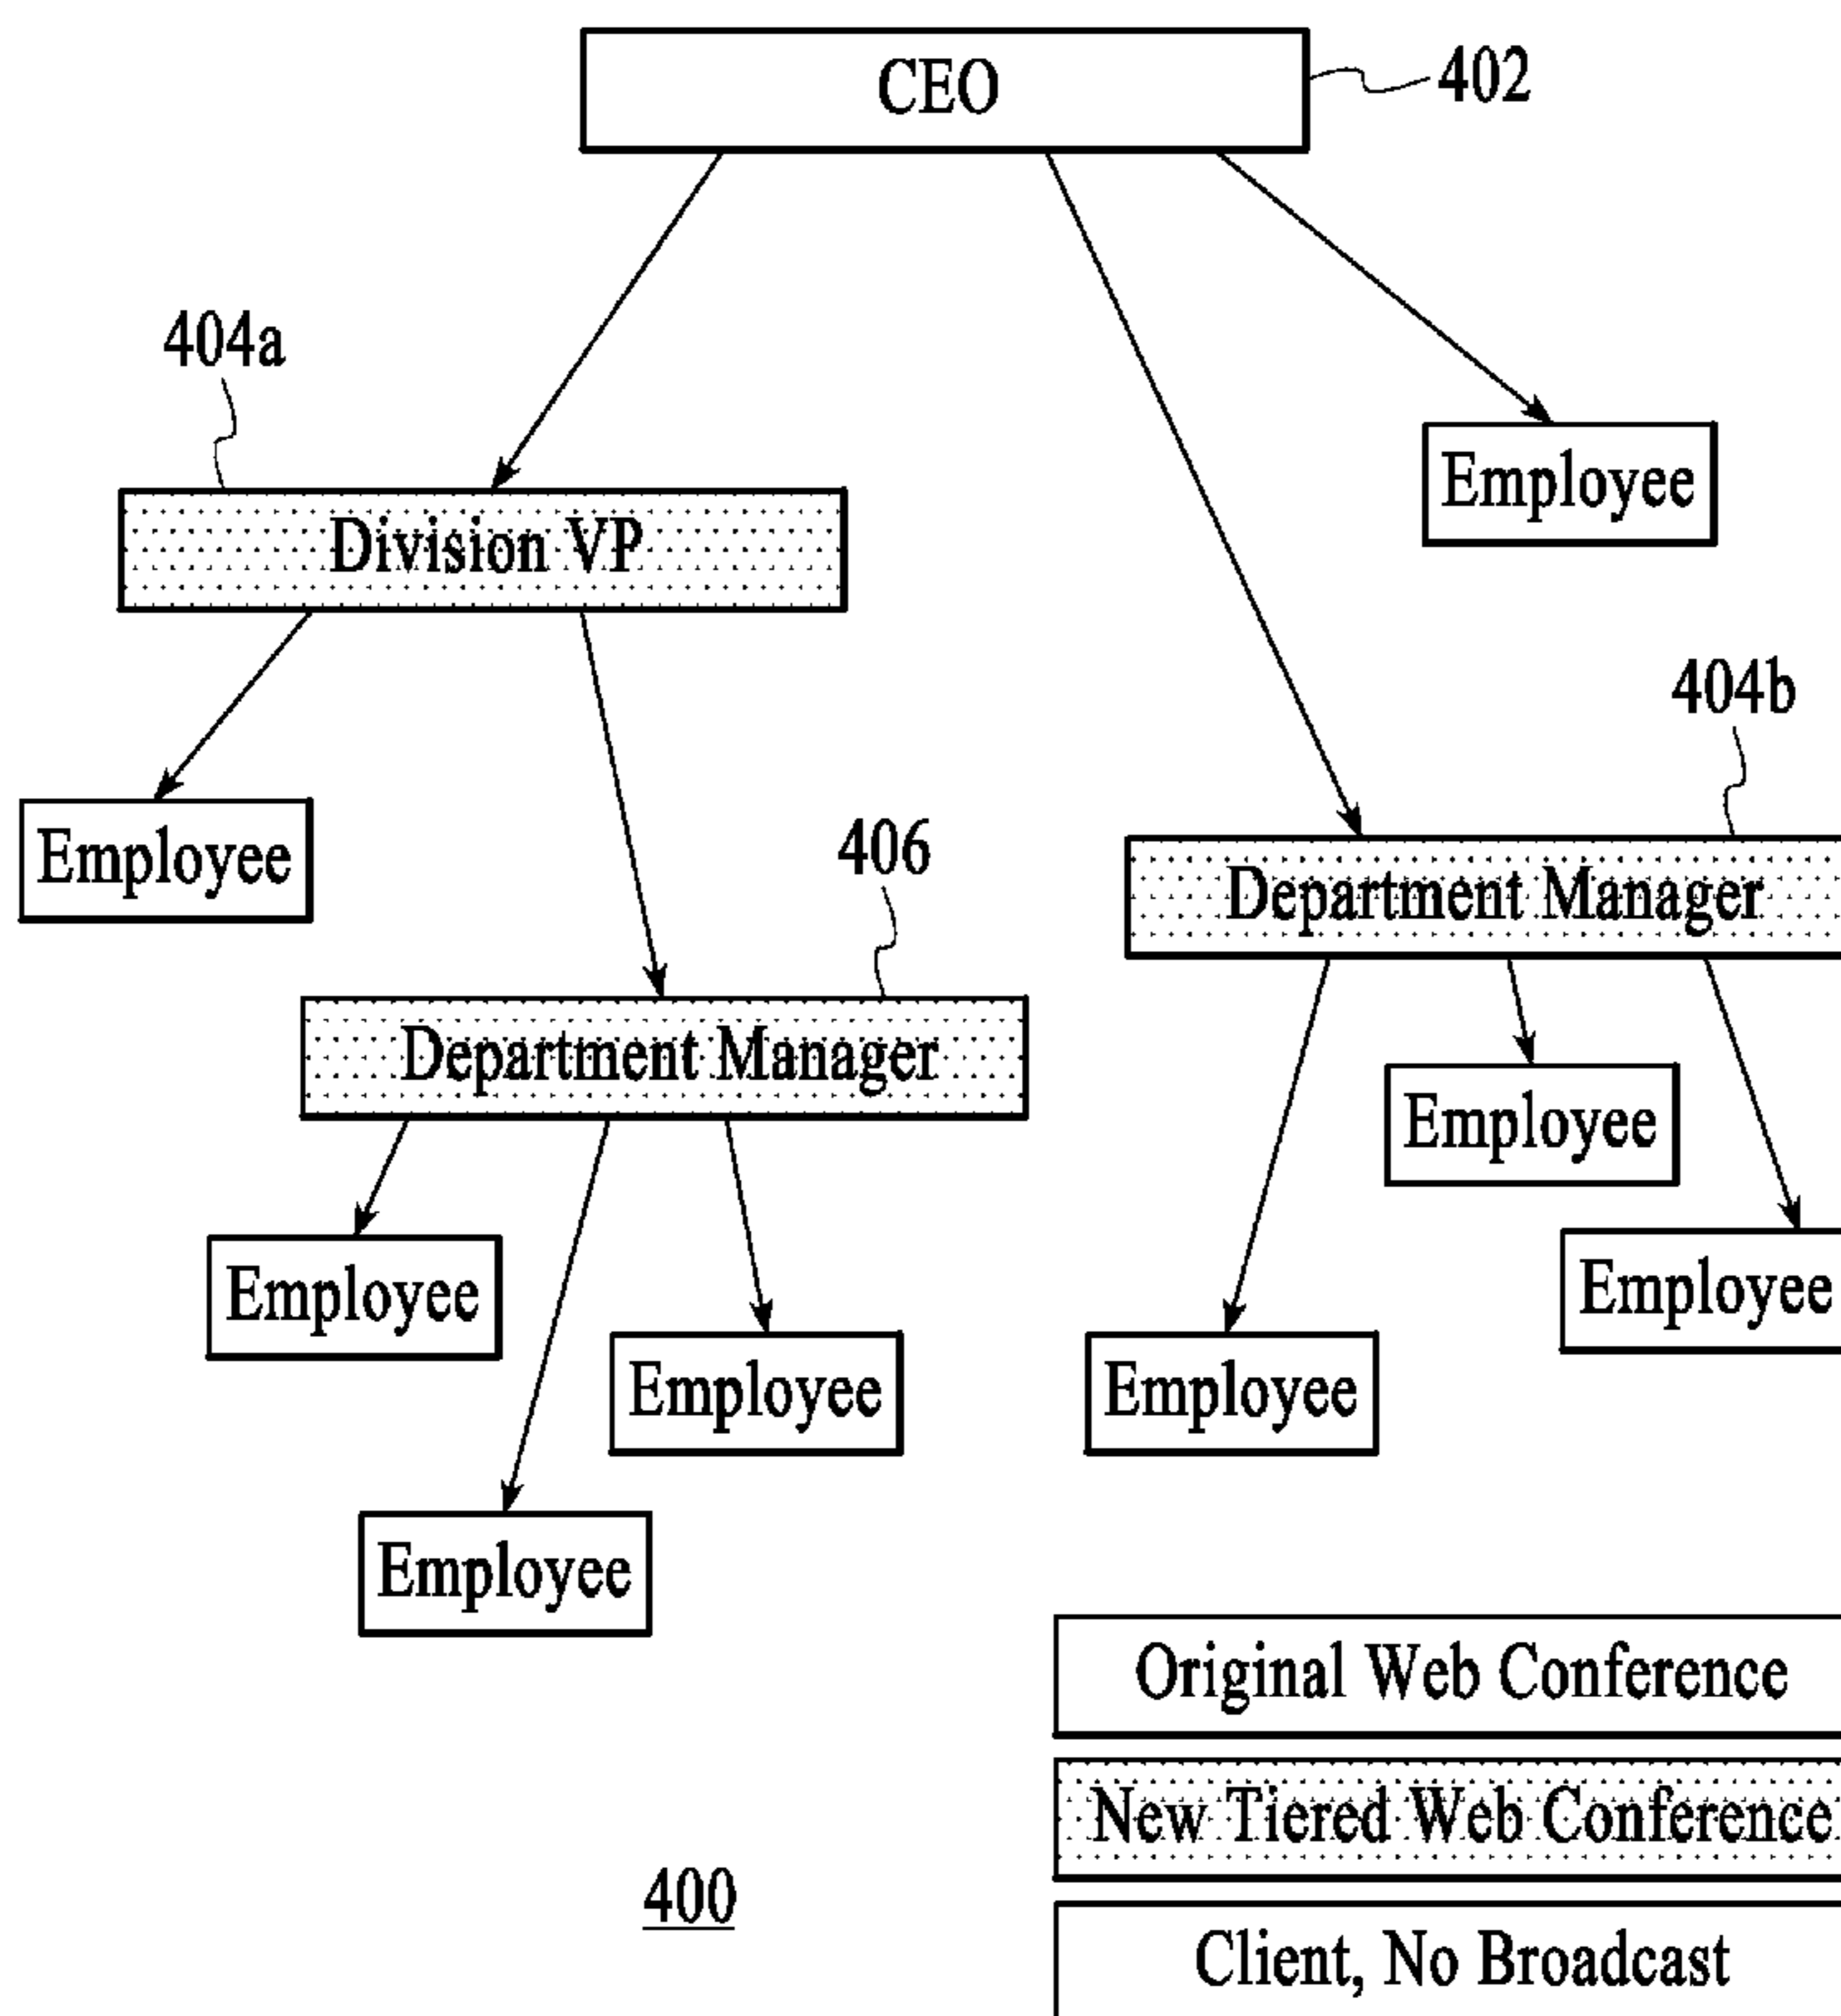 CEO
402
404a
Division VP
Employee
404b
Employee
406
Department Manager
Department Manager
Employee
Employee
Employee
Employee
Employee
Employee
Original Web Conference
New Tiered Web Conference
400
Client, No Broadcast